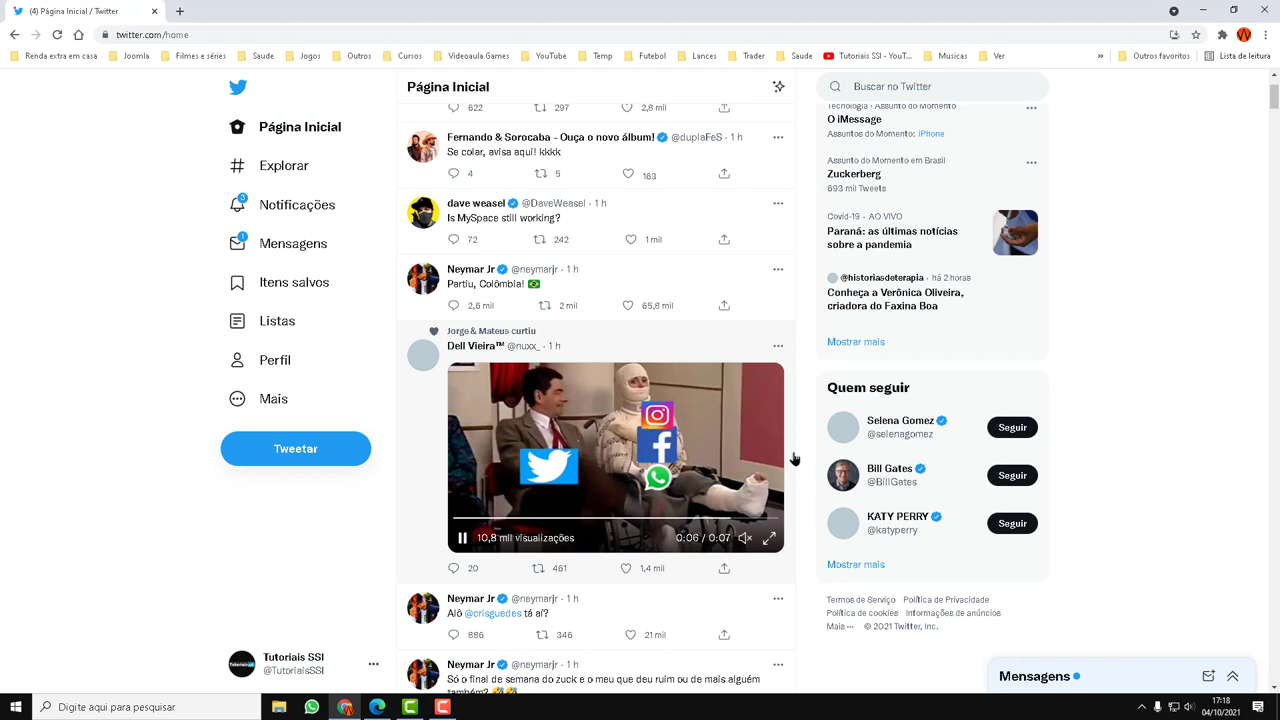 (4) Página Inicial / Twitter
twitter.com/home
Renda extra em casa
Joomla
Filmes e séries
Saude
Jogos
Outros
Cursos
Videoaula Games
YouTube
Temp
Futebol
Lances
Trader
Saude
Tutoriais SSI - YouT...
Musicas
Ver
»
Outros favoritos
Lista de leitura
Página Inicial
Explorar
3
Notificações
1
Mensagens
Itens salvos
Listas
Perfil
Mais
Tweetar
Tutoriais SSI
@TutoriaisSSI
Página Inicial
622 297 2,8 mil
Fernando & Sorocaba - Ouça o novo álbum! @duplaFeS · 1 h
Se colar, avisa aqui! kkkk
4 5 163
dave weasel @DaveWeasel · 1 h
Is MySpace still working?
72 242 1 mil
Neymar Jr @neymarjr · 1 h
Partiu, Colômbia! 🇧🇷
2,6 mil 2 mil 65,8 mil
Jorge & Mateus curtiu
Dell Vieira™ @nuxx_ · 1 h
10,8 mil visualizações 0:06 / 0:07
20 461 1,4 mil
Neymar Jr @neymarjr · 1 h
Alô @crisguedes tá aí?
886 346 21 mil
Neymar Jr @neymarjr · 1 h
Só o final de semana do zuck e o meu que deu ruim ou de mais alguém
também? 🤣🤣
Buscar no Twitter
Tecnologia · Assunto do Momento
O iMessage
Assuntos do Momento: iPhone
Assunto do Momento em Brasil
Zuckerberg
693 mil Tweets
Covid-19 · AO VIVO
Paraná: as últimas notícias
sobre a pandemia
@historiasdeterapia · há 2 horas
Conheça a Verônica Oliveira,
criadora do Faxina Boa
Mostrar mais
Quem seguir
Selena Gomez
@selenagomez
Seguir
Bill Gates
@BillGates
Seguir
KATY PERRY
@katyperry
Seguir
Mostrar mais
Termos de Serviço Política de Privacidade
Política de cookies Informações de anúncios
Mais ··· © 2021 Twitter, Inc.
Mensagens
Digite aqui para pesquisar
17:18
04/10/2021